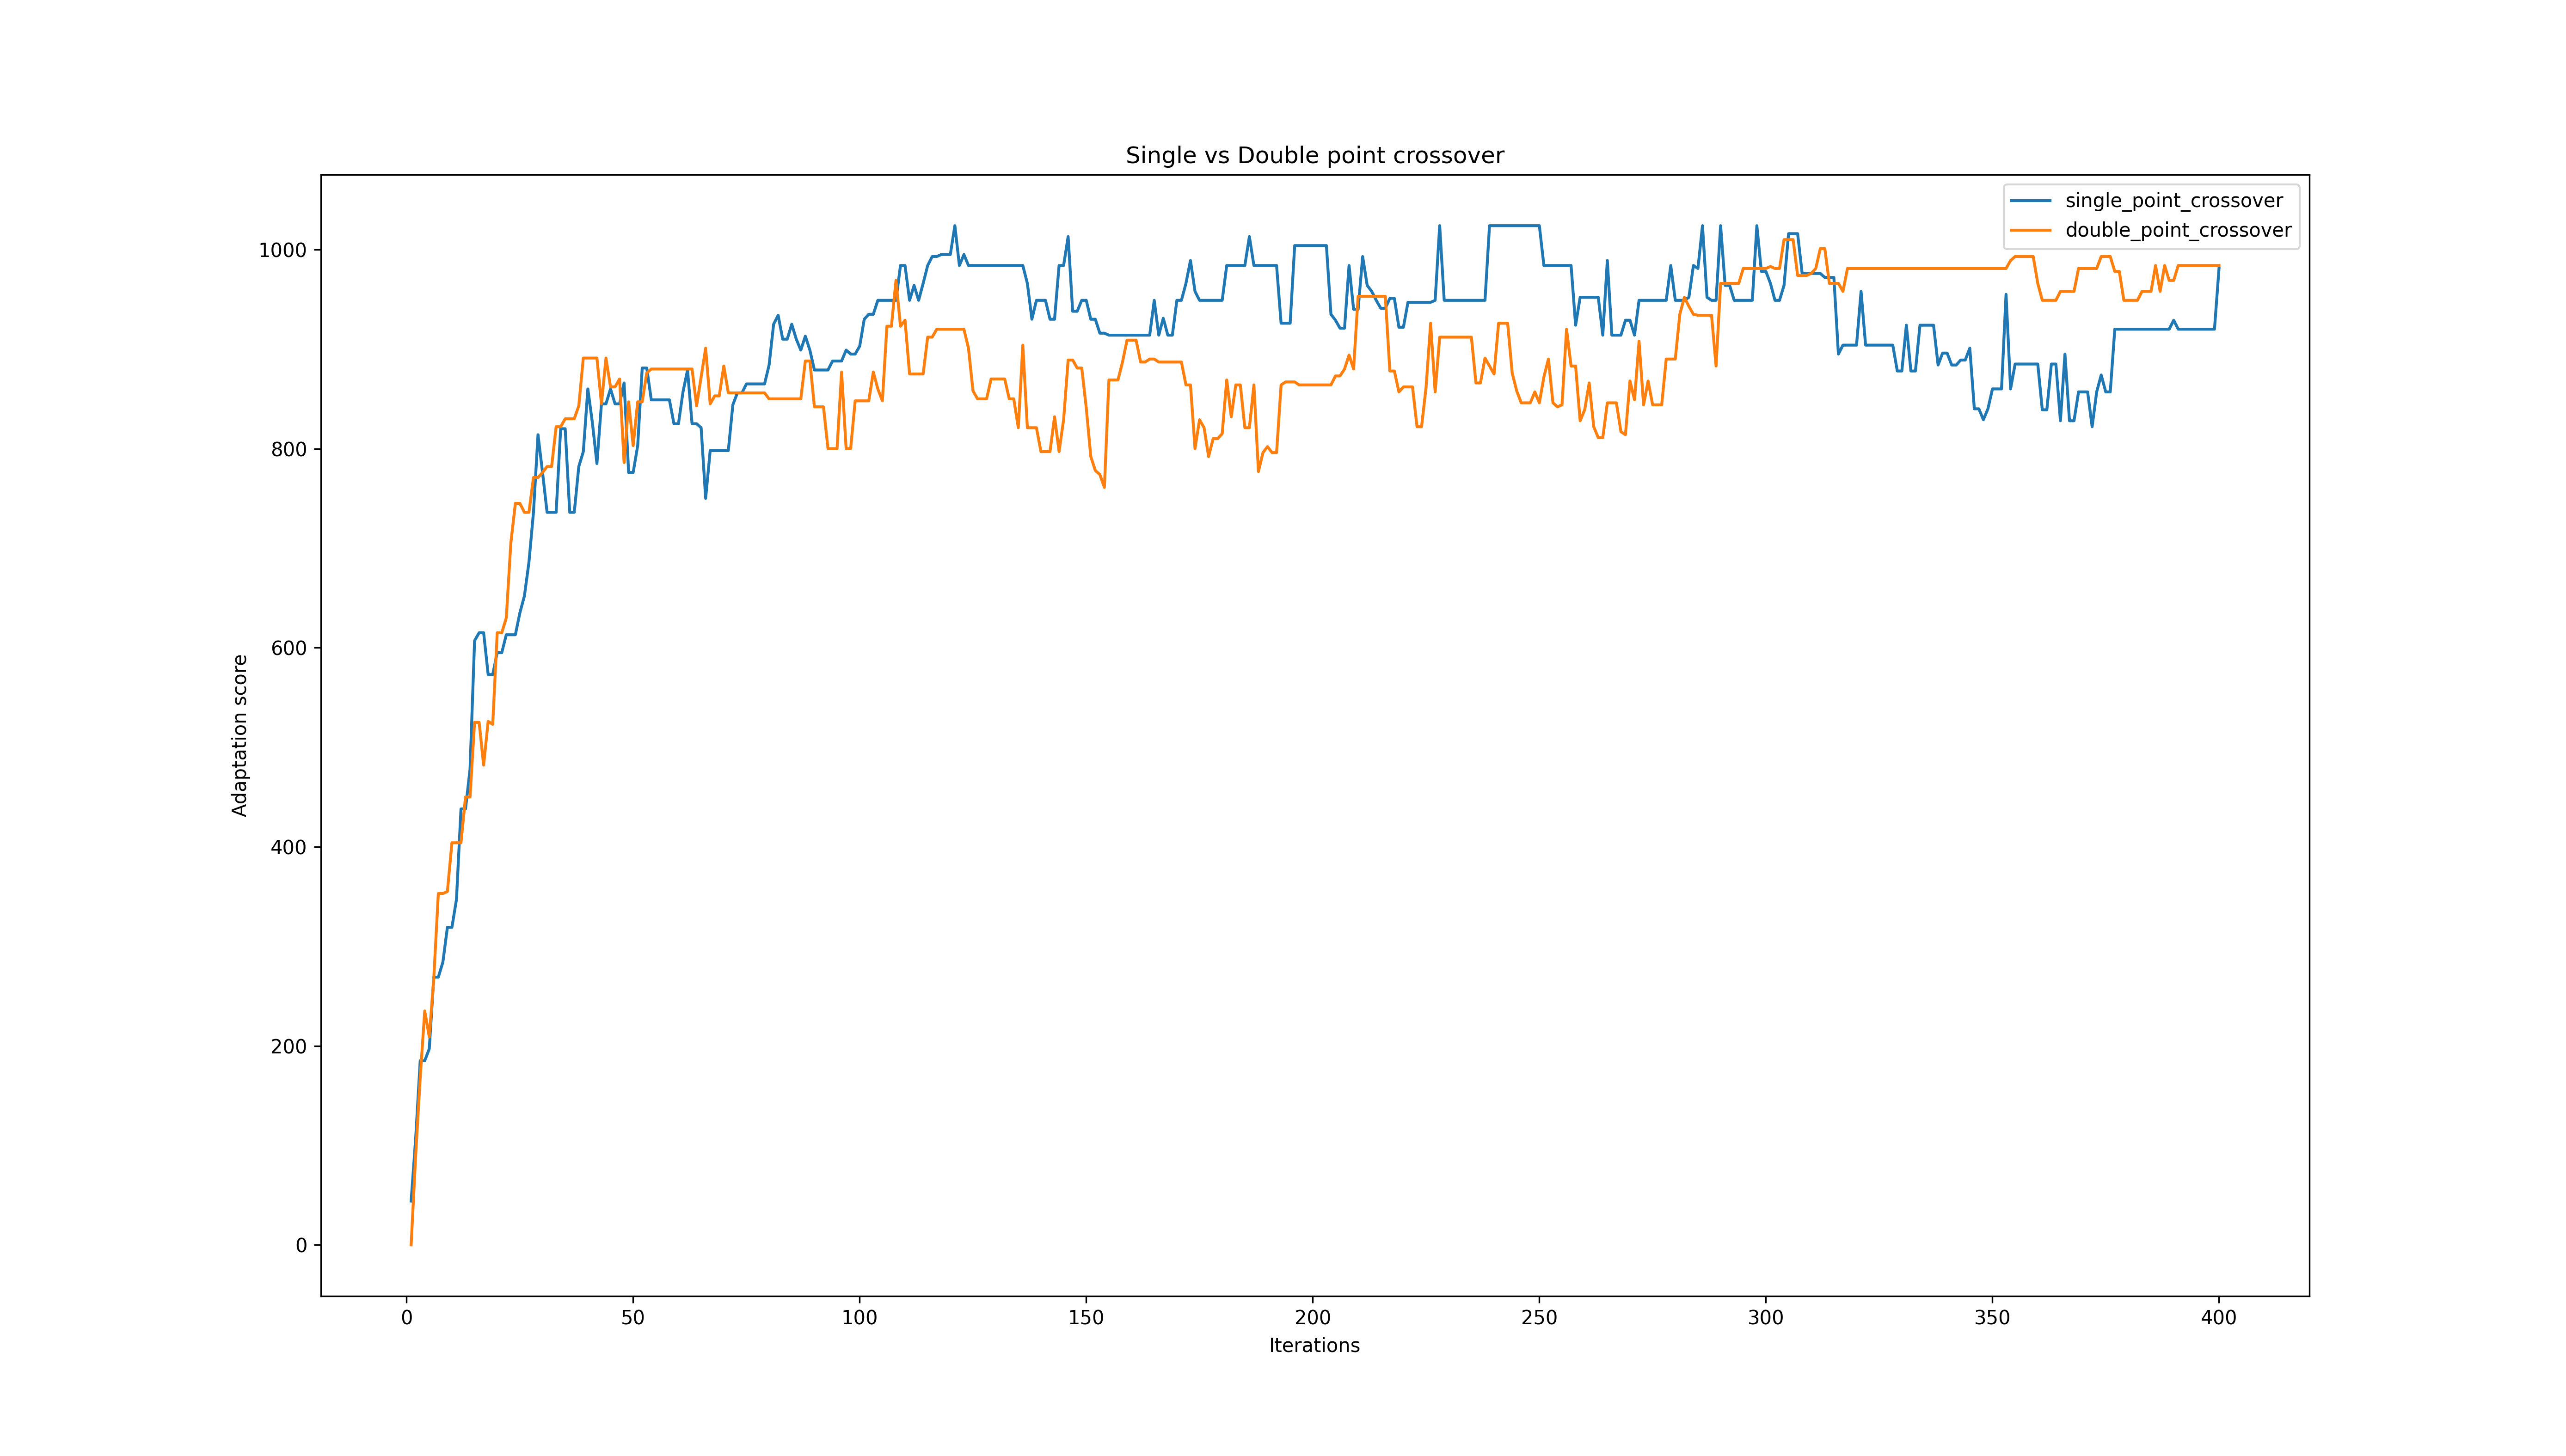 Single vs Double point crossover
single_point_crossover
double_point_crossover
1000
800
600
400
200
0
Adaptation score
0 50 100 150 200 250 300 350 400
Iterations